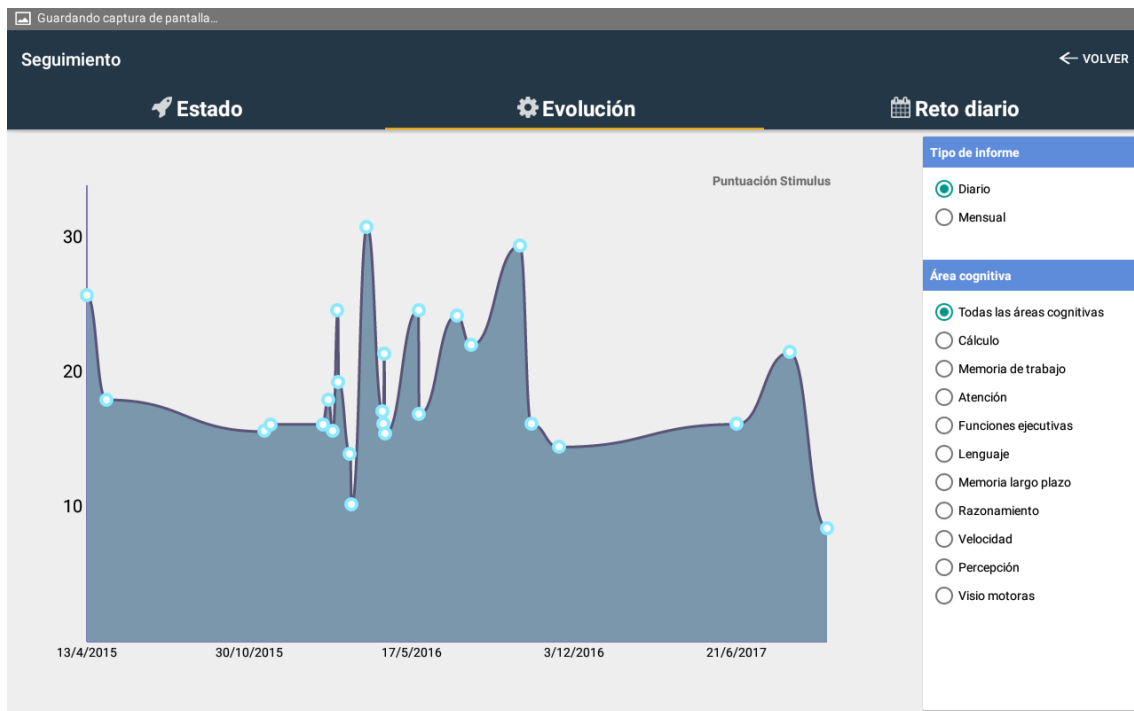 Guardando captura de pantalla…
Seguimiento
VOLVER
Estado
Evolución
Reto diario
Puntuación Stimulus
30
20
10
13/4/2015
30/10/2015
17/5/2016
3/12/2016
21/6/2017
Tipo de informe
Diario
Mensual
Área cognitiva
Todas las áreas cognitivas
Cálculo
Memoria de trabajo
Atención
Funciones ejecutivas
Lenguaje
Memoria largo plazo
Razonamiento
Velocidad
Percepción
Visio motoras